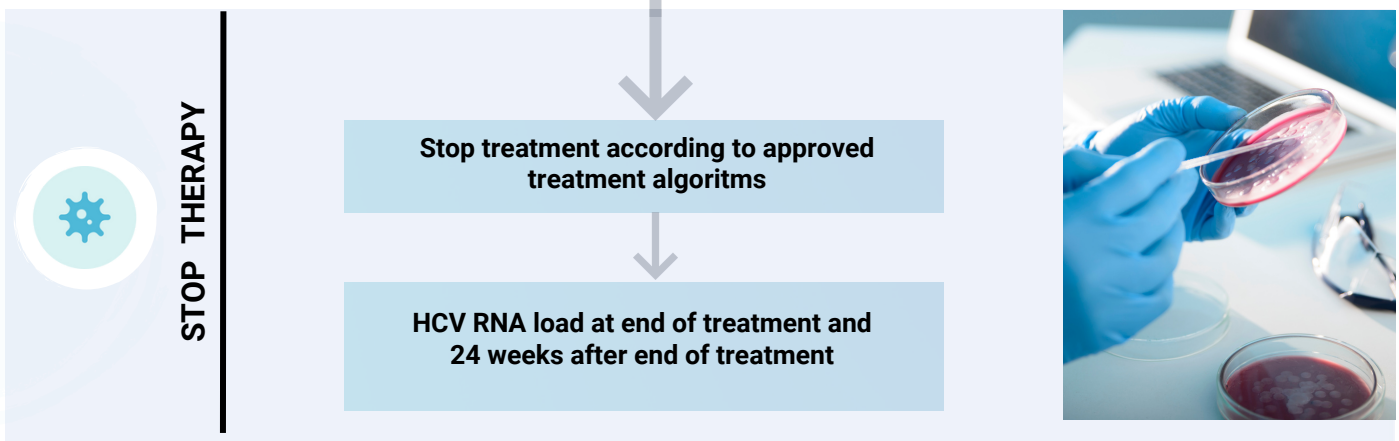 STOP THERAPY
Stop treatment according to approved
treatment algoritms
HCV RNA load at end of treatment and
24 weeks after end of treatment